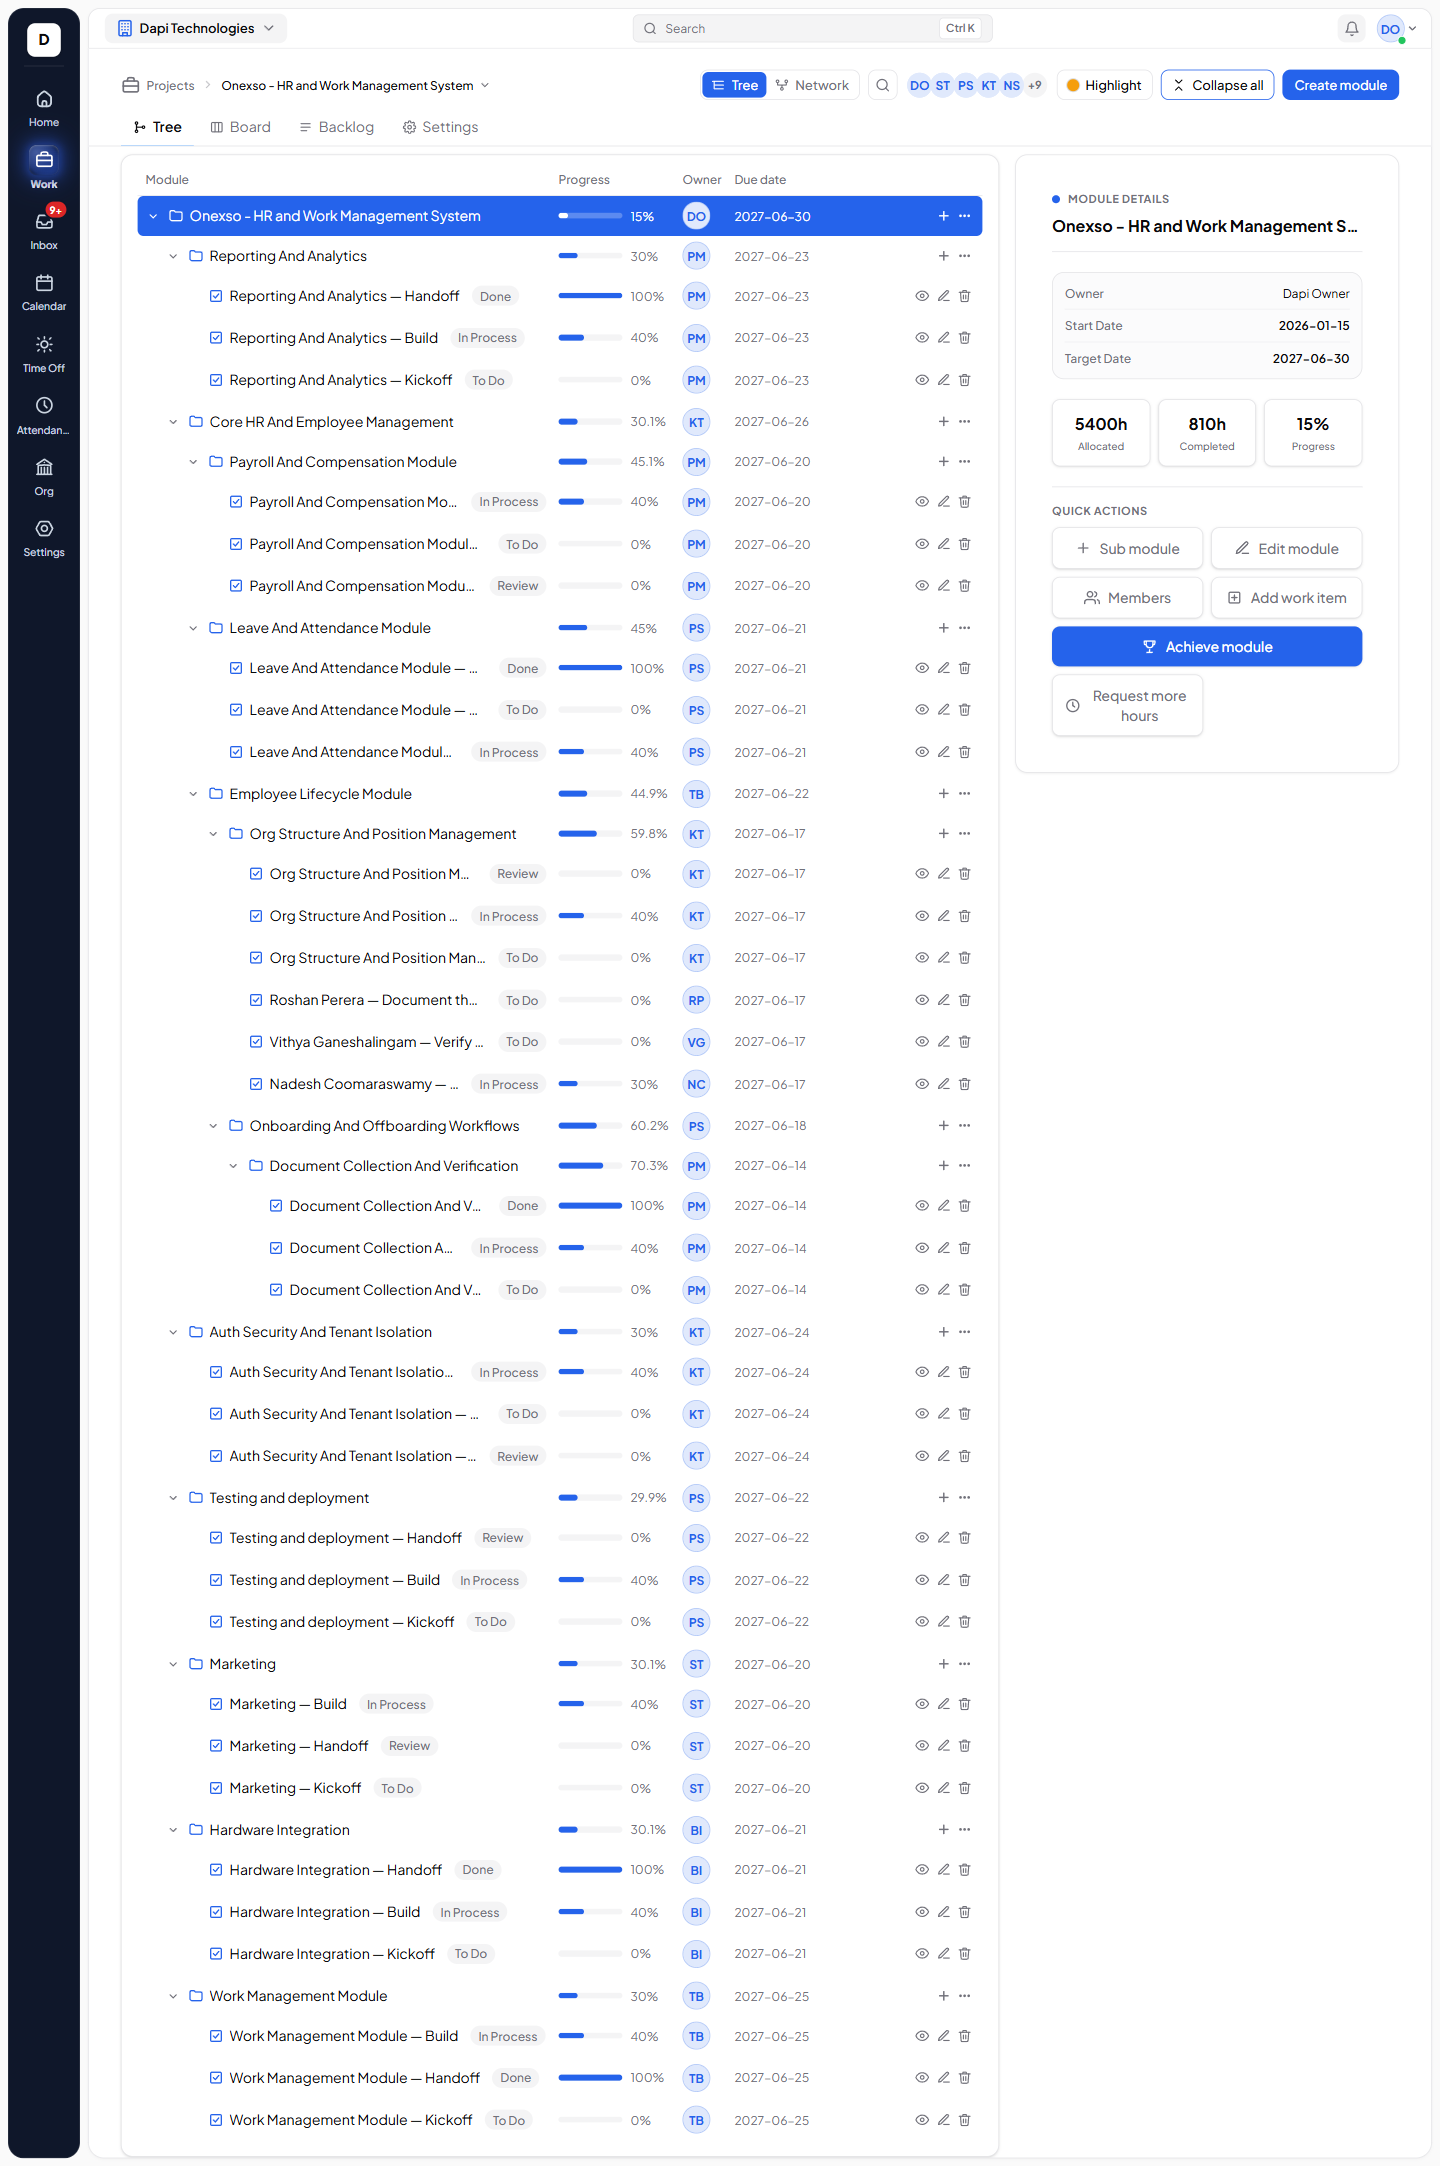 D
Dapi Technologies
Search
Ctrl K
DO
Home
Work
9+
Inbox
Calendar
Time Off
Attendan...
Org
Settings
Projects
Onexso - HR and Work Management System
Tree
Network
DO ST PS KT NS +9
Highlight
Collapse all
Create module
Tree
Board
Backlog
Settings
Module Progress Owner Due date
Onexso - HR and Work Management System 15% DO 2027-06-30
Reporting And Analytics 30% PM 2027-06-23
Reporting And Analytics — Handoff Done 100% PM 2027-06-23
Reporting And Analytics — Build In Process 40% PM 2027-06-23
Reporting And Analytics — Kickoff To Do 0% PM 2027-06-23
Core HR And Employee Management 30.1% KT 2027-06-26
Payroll And Compensation Module 45.1% PM 2027-06-20
Payroll And Compensation Mo... In Process 40% PM 2027-06-20
Payroll And Compensation Modul... To Do 0% PM 2027-06-20
Payroll And Compensation Modu... Review 0% PM 2027-06-20
Leave And Attendance Module 45% PS 2027-06-21
Leave And Attendance Module — ... Done 100% PS 2027-06-21
Leave And Attendance Module — ... To Do 0% PS 2027-06-21
Leave And Attendance Modul... In Process 40% PS 2027-06-21
Employee Lifecycle Module 44.9% TB 2027-06-22
Org Structure And Position Management 59.8% KT 2027-06-17
Org Structure And Position M... Review 0% KT 2027-06-17
Org Structure And Position ... In Process 40% KT 2027-06-17
Org Structure And Position Man... To Do 0% KT 2027-06-17
Roshan Perera — Document th... To Do 0% RP 2027-06-17
Vithya Ganeshalingam — Verify ... To Do 0% VG 2027-06-17
Nadesh Coomaraswamy — ... In Process 30% NC 2027-06-17
Onboarding And Offboarding Workflows 60.2% PS 2027-06-18
Document Collection And Verification 70.3% PM 2027-06-14
Document Collection And V... Done 100% PM 2027-06-14
Document Collection A... In Process 40% PM 2027-06-14
Document Collection And V... To Do 0% PM 2027-06-14
Auth Security And Tenant Isolation 30% KT 2027-06-24
Auth Security And Tenant Isolatio... In Process 40% KT 2027-06-24
Auth Security And Tenant Isolation — ... To Do 0% KT 2027-06-24
Auth Security And Tenant Isolation —... Review 0% KT 2027-06-24
Testing and deployment 29.9% PS 2027-06-22
Testing and deployment — Handoff Review 0% PS 2027-06-22
Testing and deployment — Build In Process 40% PS 2027-06-22
Testing and deployment — Kickoff To Do 0% PS 2027-06-22
Marketing 30.1% ST 2027-06-20
Marketing — Build In Process 40% ST 2027-06-20
Marketing — Handoff Review 0% ST 2027-06-20
Marketing — Kickoff To Do 0% ST 2027-06-20
Hardware Integration 30.1% BI 2027-06-21
Hardware Integration — Handoff Done 100% BI 2027-06-21
Hardware Integration — Build In Process 40% BI 2027-06-21
Hardware Integration — Kickoff To Do 0% BI 2027-06-21
Work Management Module 30% TB 2027-06-25
Work Management Module — Build In Process 40% TB 2027-06-25
Work Management Module — Handoff Done 100% TB 2027-06-25
Work Management Module — Kickoff To Do 0% TB 2027-06-25
MODULE DETAILS
Onexso - HR and Work Management S...
Owner Dapi Owner
Start Date 2026-01-15
Target Date 2027-06-30
5400h 810h 15%
Allocated Completed Progress
QUICK ACTIONS
Sub module
Edit module
Members
Add work item
Achieve module
Request more
hours